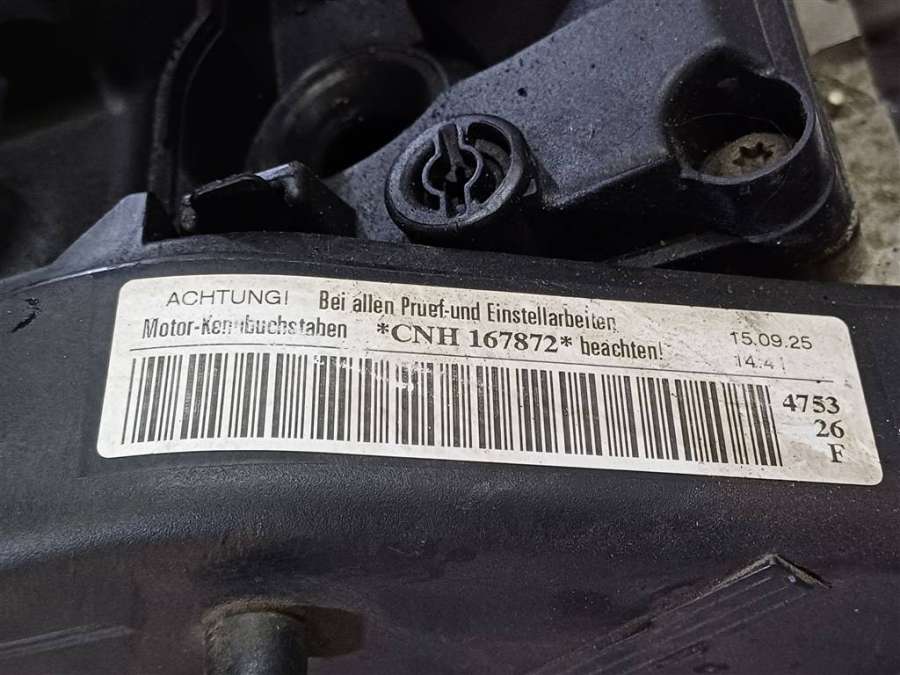 ACHTUNG! Bei allen Pruef-und Einstellarbeiten
Motor-Kennbuchstaben *CNH 167872* beachten!
15.09.25
14:41
4753
26
F